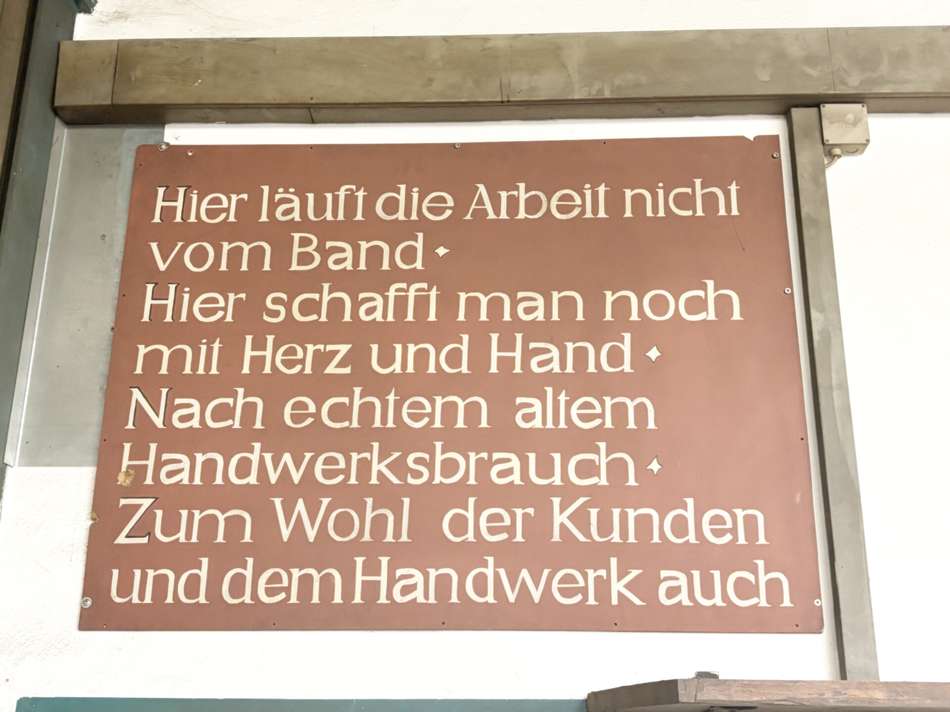 Hier läuft die Arbeit nicht
vom Band
Hier schafft man noch
mit Herz und Hand
Nach echtem altem
Handwerksbrauch
Zum Wohl der Kunden
und dem Handwerk auch